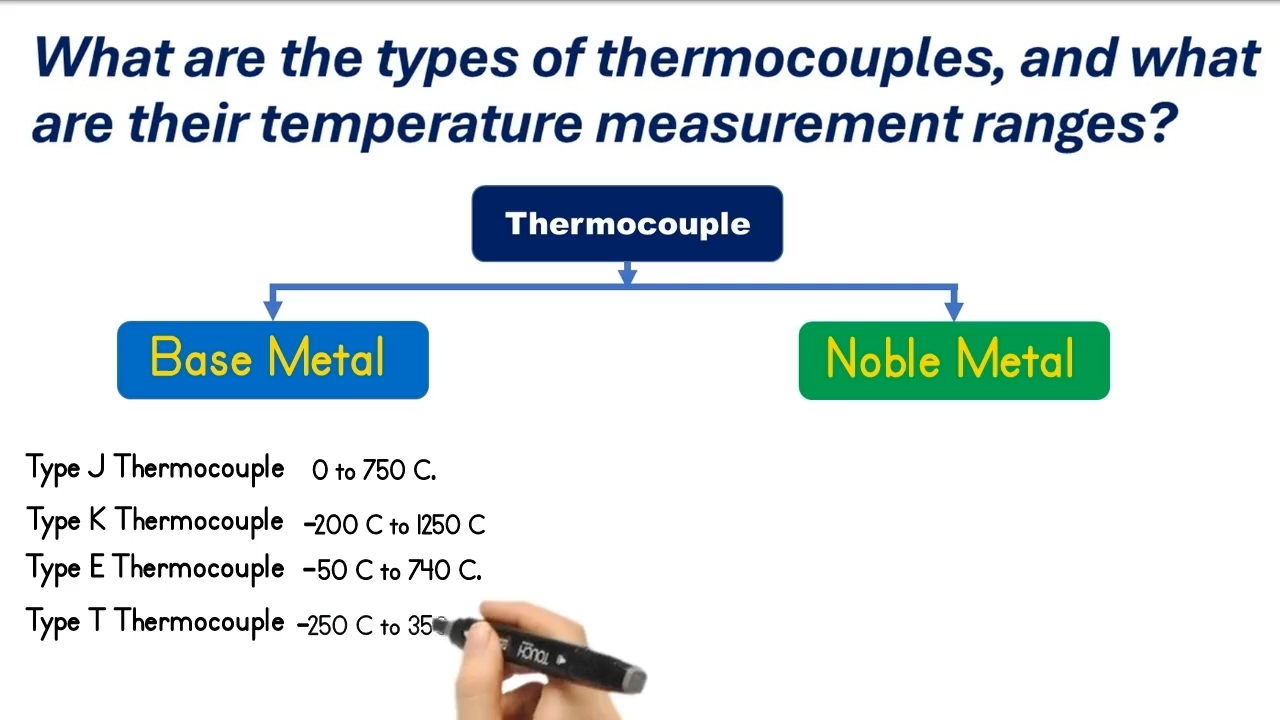 What are the types of thermocouples, and what
are their temperature measurement ranges?
Thermocouple
Base Metal
Noble Metal
Type J Thermocouple 0 to 750 C.
Type K Thermocouple -200 C to 1250 C
Type E Thermocouple -50 C to 740 C.
Type T Thermocouple -250 C to
TOUCH